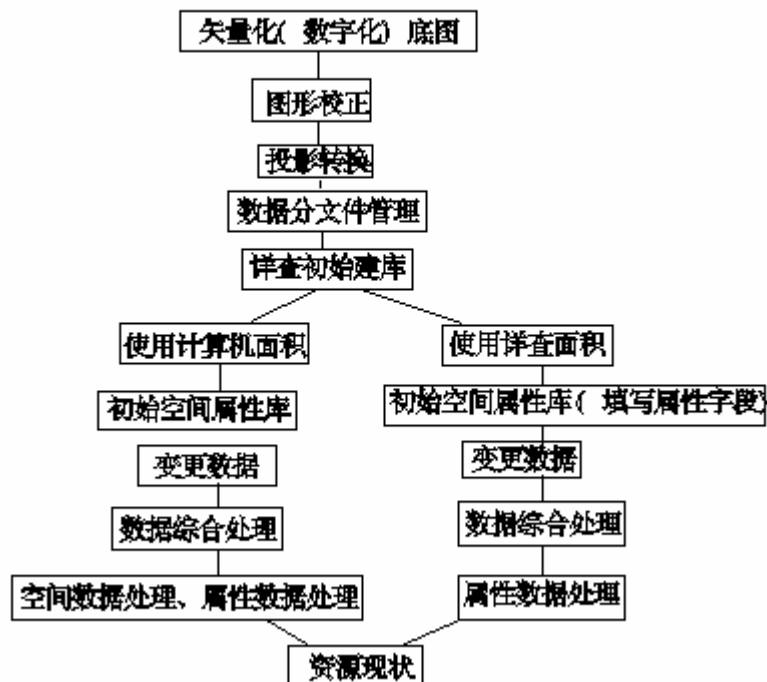 矢量化( 数字化) 底图
图形校正
投影转换
数据分文件管理
详查初始建库
使用计算机面积
使用详查面积
初始空间属性库
初始空间属性库( 填写属性字段)
变更数据
变更数据
数据综合处理
数据综合处理
空间数据处理、属性数据处理
属性数据处理
资源现状